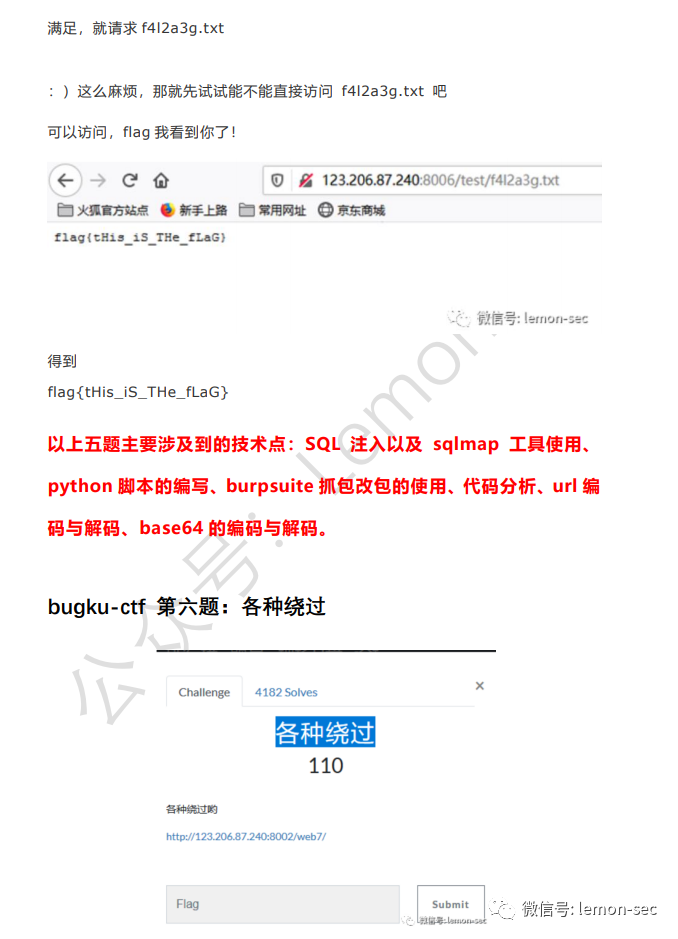 满足，就请求 f4l2a3g.txt
：）这么麻烦，那就先试试能不能直接访问 f4l2a3g.txt 吧
可以访问，flag 我看到你了！
123.206.87.240:8006/test/f4l2a3g.txt
火狐官方站点 新手上路 常用网址 京东商城
flag{tHis_iS_THe_fLaG}
微信号: lemon-sec
得到
flag{tHis_iS_THe_fLaG}
以上五题主要涉及到的技术点：SQL 注入以及 sqlmap 工具使用、
python 脚本的编写、burpsuite 抓包改包的使用、代码分析、url 编
码与解码、base64 的编码与解码。
公众号：Lemon
bugku-ctf 第六题：各种绕过
Challenge 4182 Solves ×
各种绕过
110
各种绕过哟
http://123.206.87.240:8002/web7/
Flag Submit
微信号: lemon-sec
微信号: lemon-sec